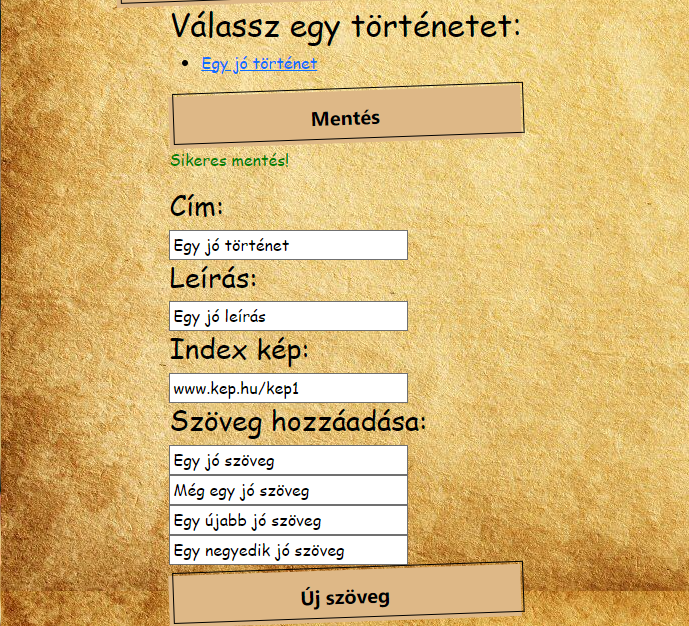 Válassz egy történetet:
Egy jó történet
Mentés
Sikeres mentés!
Cím:
Egy jó történet
Leírás:
Egy jó leírás
Index kép:
www.kep.hu/kep1
Szöveg hozzáadása:
Egy jó szöveg
Még egy jó szöveg
Egy újabb jó szöveg
Egy negyedik jó szöveg
Új szöveg